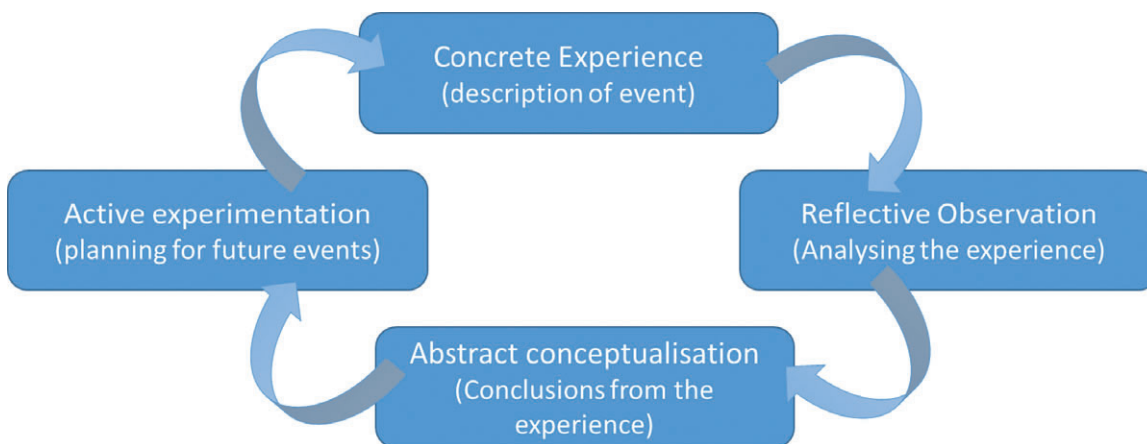 Concrete Experience
(description of event)
Reflective Observation
(Analysing the experience)
Abstract conceptualisation
(Conclusions from the
experience)
Active experimentation
(planning for future events)